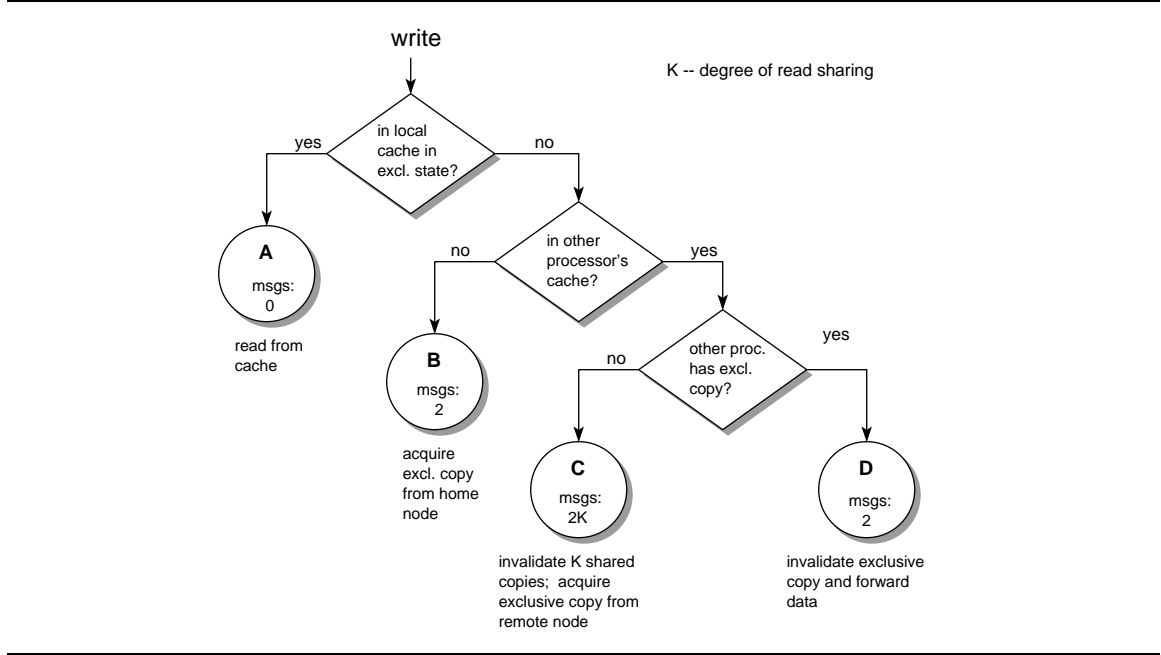 write
K -- degree of read sharing
in local
cache in
excl. state?
yes
no
A
msgs:
0
read from
cache
in other
processor's
cache?
no
yes
B
msgs:
2
acquire
excl. copy
from home
node
other proc.
has excl.
copy?
no
yes
C
msgs:
2K
invalidate K shared
copies;  acquire
exclusive copy from
remote node
D
msgs:
2
invalidate exclusive
copy and forward
data